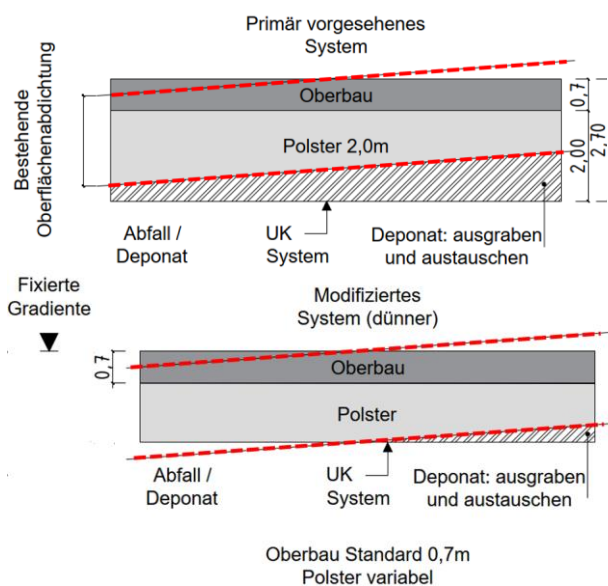 Primär vorgesehenes
System
Bestehende
Oberflächenabdichtung
Oberbau
0,7
Polster 2,0m
2,00
2,70
Abfall /
Deponat
UK
System
Deponat: ausgraben
und austauschen
Fixierte
Gradiente
Modifiziertes
System (dünner)
0,7
Oberbau
Polster
Abfall /
Deponat
UK
System
Deponat: ausgraben
und austauschen
Oberbau Standard 0,7m
Polster variabel